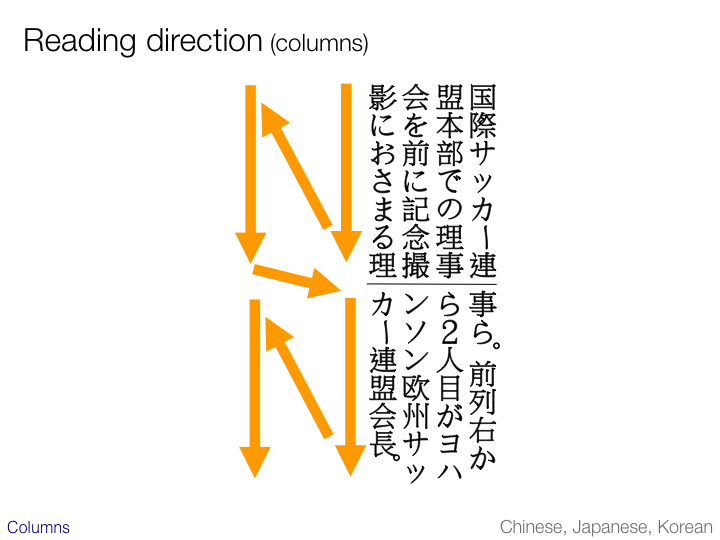 Reading direction (columns)
国際サッカー連
盟本部での理事
会を前に記念撮
影におさまる理
事ら。前列右か
ら2人目がヨハ
ンソン欧州サッ
カー連盟会長。
Columns
Chinese, Japanese, Korean